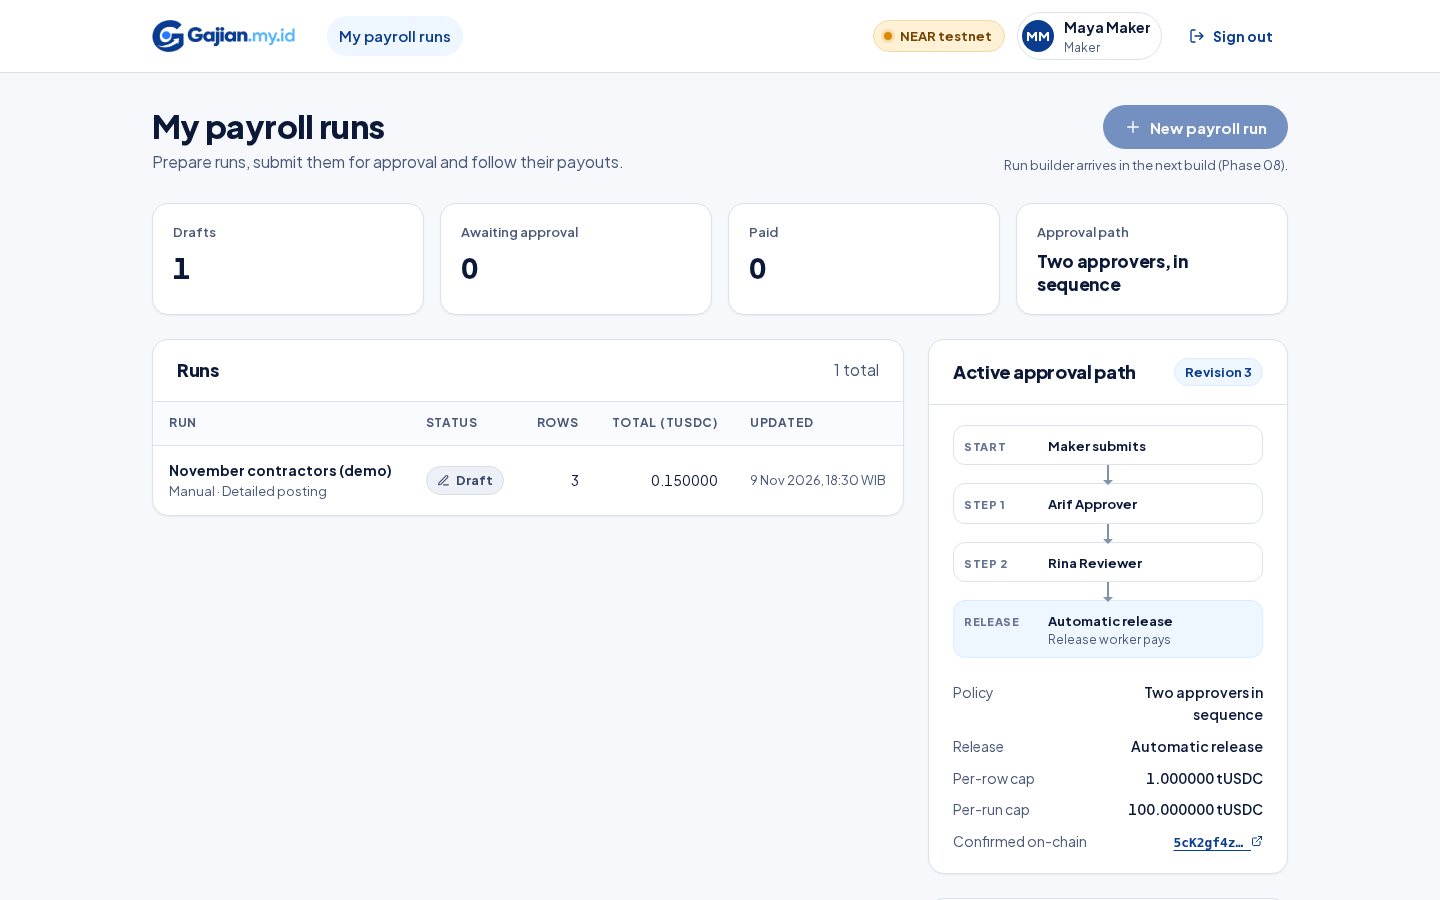 Gajian.my.id
My payroll runs
NEAR testnet
MM
Maya Maker
Maker
Sign out
My payroll runs
Prepare runs, submit them for approval and follow their payouts.
New payroll run
Run builder arrives in the next build (Phase 08).
Drafts
1
Awaiting approval
0
Paid
0
Approval path
Two approvers, in
sequence
Runs
1 total
RUN STATUS ROWS TOTAL (TUSDC) UPDATED
November contractors (demo)
Manual · Detailed posting
Draft
3
0.150000
9 Nov 2026, 18:30 WIB
Active approval path
Revision 3
START Maker submits
STEP 1 Arif Approver
STEP 2 Rina Reviewer
RELEASE Automatic release
Release worker pays
Policy Two approvers in
sequence
Release Automatic release
Per-row cap 1.000000 tUSDC
Per-run cap 100.000000 tUSDC
Confirmed on-chain 5cK2gf4z…